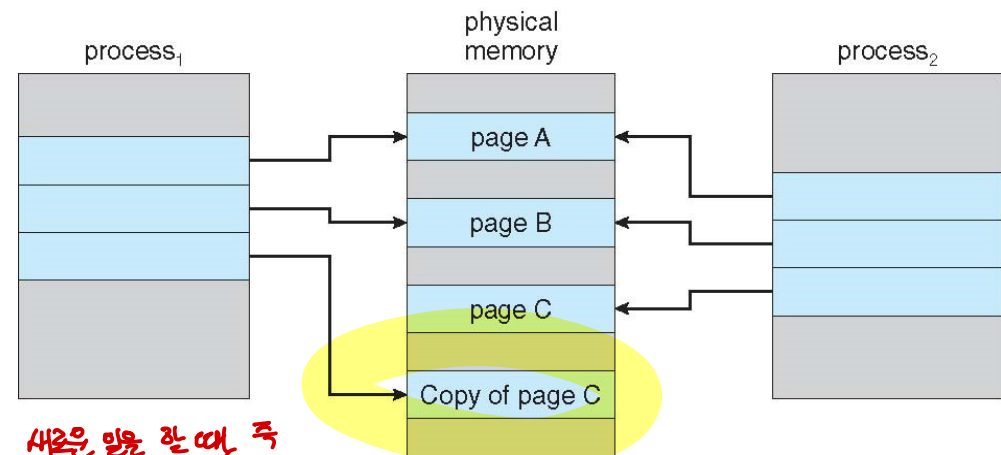 physical
memory
process₁
process₂
page A
page B
page C
Copy of page C
새로운 일을 할 때, 즉